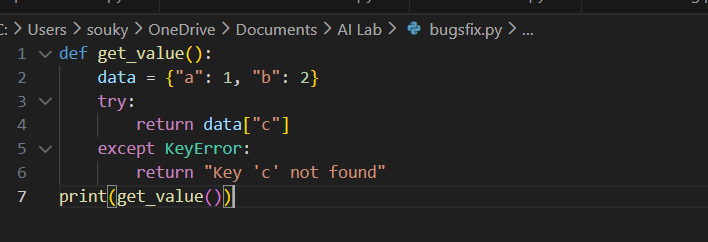 C: > Users > souky > OneDrive > Documents > AI Lab > bugsfix.py > ...
1 def get_value():
2     data = {"a": 1, "b": 2}
3     try:
4         return data["c"]
5     except KeyError:
6         return "Key 'c' not found"
7 print(get_value())